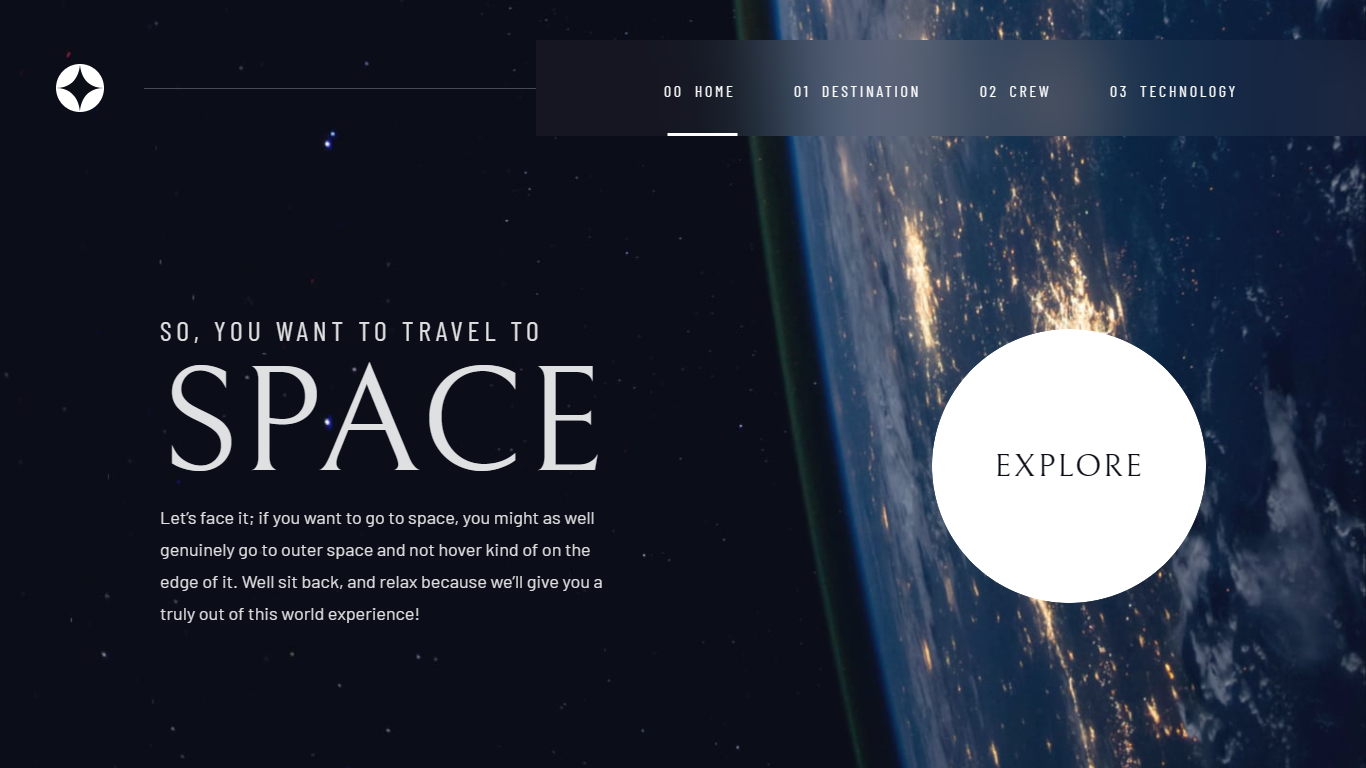 00 HOME
01 DESTINATION
02 CREW
03 TECHNOLOGY
SO, YOU WANT TO TRAVEL TO
SPACE
Let’s face it; if you want to go to space, you might as well
genuinely go to outer space and not hover kind of on the
edge of it. Well sit back, and relax because we’ll give you a
truly out of this world experience!
EXPLORE